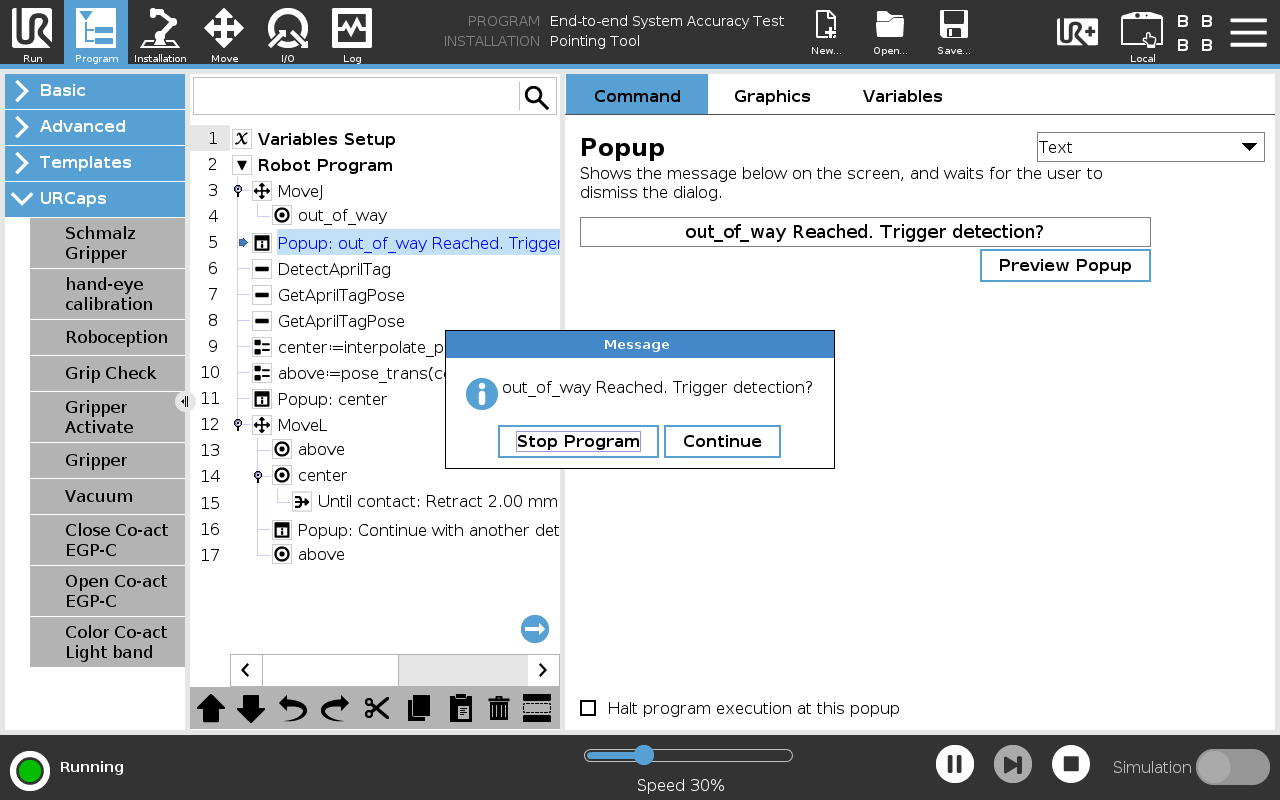 PROGRAM End-to-end System Accuracy Test
INSTALLATION Pointing Tool
UR
Run
Program
Installation
Move
I/O
Log
New...
Open...
Save...
UR+
Local
B B
B B
Basic
Advanced
Templates
URCaps
Schmalz
Gripper
hand-eye
calibration
Roboception
Grip Check
Gripper
Activate
Gripper
Vacuum
Close Co-act
EGP-C
Open Co-act
EGP-C
Color Co-act
Light band
1 X Variables Setup
2 Robot Program
3 MoveJ
4 out_of_way
5 Popup: out_of_way Reached. Trigger
6 DetectAprilTag
7 GetAprilTagPose
8 GetAprilTagPose
9 center:=interpolate_p
10 above:=pose_trans(ce
11 Popup: center
12 MoveL
13 above
14 center
15 Until contact: Retract 2.00 mm
16 Popup: Continue with another det
17 above
Command
Graphics
Variables
Popup
Text
Shows the message below on the screen, and waits for the user to
dismiss the dialog.
out_of_way Reached. Trigger detection?
Preview Popup
Message
out_of_way Reached. Trigger detection?
Stop Program
Continue
Halt program execution at this popup
Running
Speed 30%
Simulation